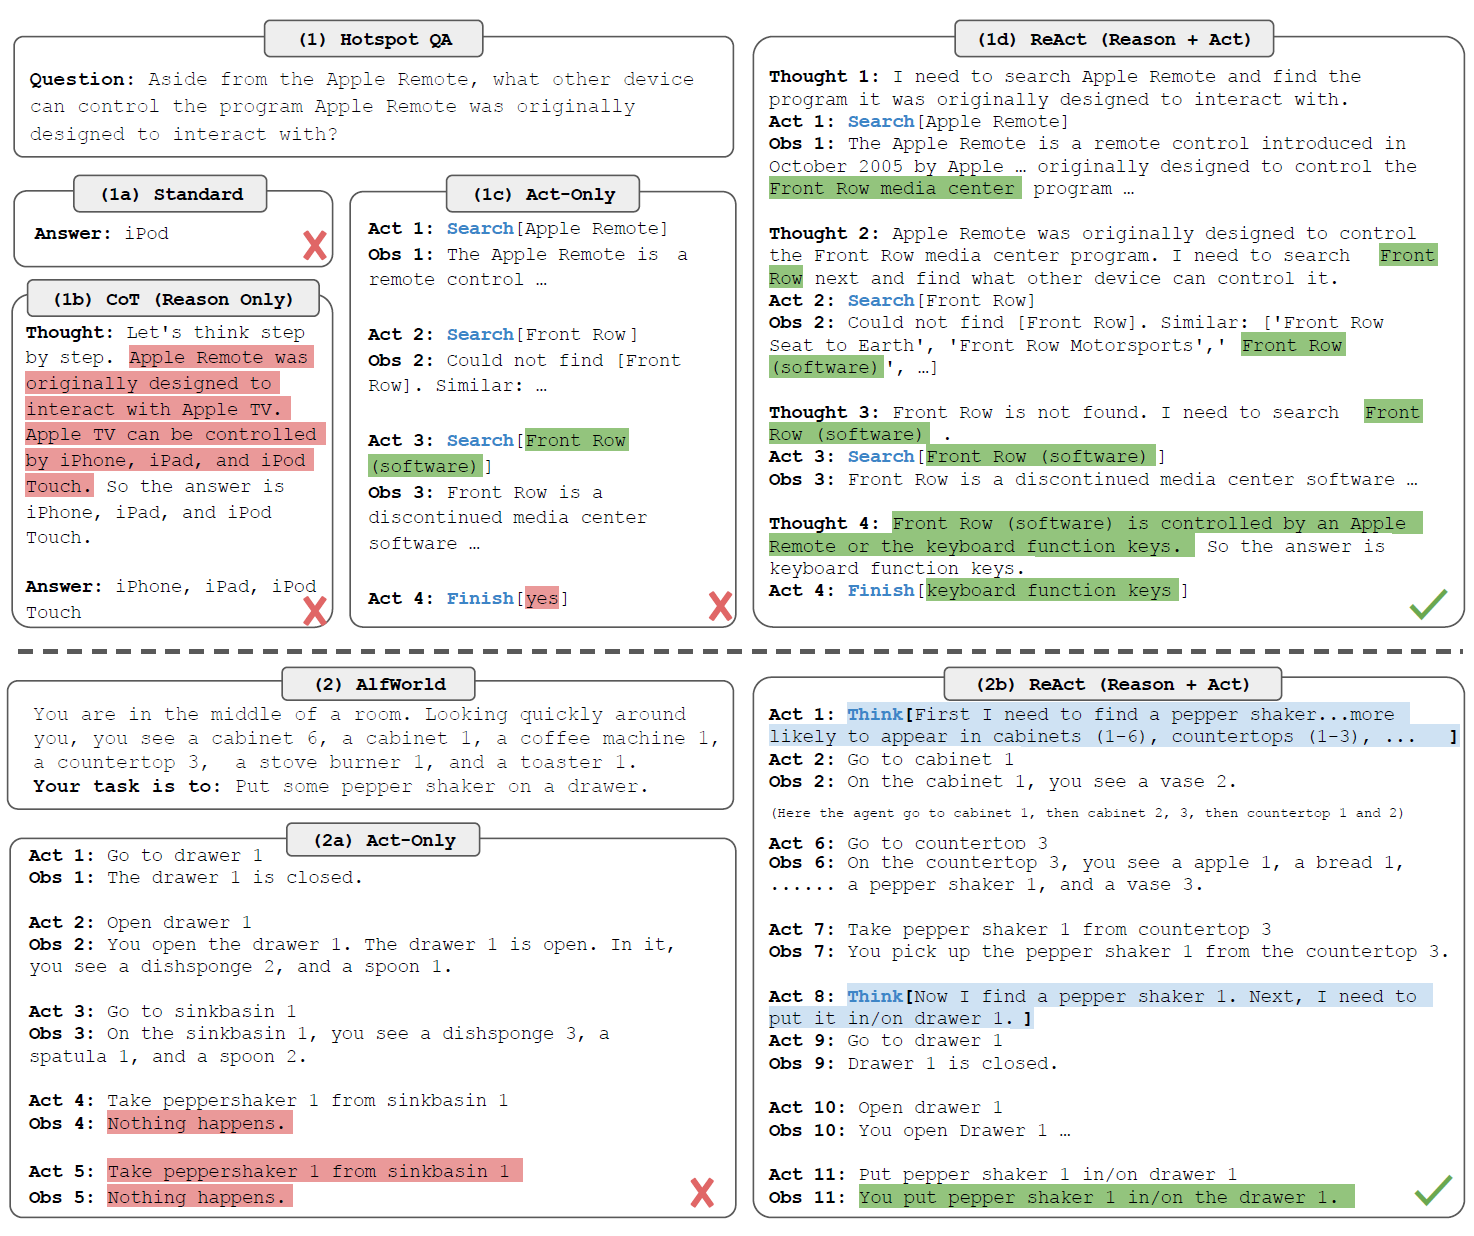 (1) Hotspot QA
Question: Aside from the Apple Remote, what other device
can control the program Apple Remote was originally
designed to interact with?
(1a) Standard
Answer: iPod
(1b) CoT (Reason Only)
Thought: Let's think step
by step. Apple Remote was
originally designed to
interact with Apple TV.
Apple TV can be controlled
by iPhone, iPad, and iPod
Touch. So the answer is
iPhone, iPad, and iPod
Touch.
Answer: iPhone, iPad, iPod
Touch
(1c) Act-Only
Act 1: Search[Apple Remote]
Obs 1: The Apple Remote is a
remote control …
Act 2: Search[Front Row]
Obs 2: Could not find [Front
Row]. Similar: …
Act 3: Search[Front Row
(software)]
Obs 3: Front Row is a
discontinued media center
software …
Act 4: Finish[yes]
(1d) ReAct (Reason + Act)
Thought 1: I need to search Apple Remote and find the
program it was originally designed to interact with.
Act 1: Search[Apple Remote]
Obs 1: The Apple Remote is a remote control introduced in
October 2005 by Apple … originally designed to control the
Front Row media center program …
Thought 2: Apple Remote was originally designed to control
the Front Row media center program. I need to search Front
Row next and find what other device can control it.
Act 2: Search[Front Row]
Obs 2: Could not find [Front Row]. Similar: ['Front Row
Seat to Earth', 'Front Row Motorsports',' Front Row
(software)', …]
Thought 3: Front Row is not found. I need to search Front
Row (software) .
Act 3: Search[Front Row (software)]
Obs 3: Front Row is a discontinued media center software …
Thought 4: Front Row (software) is controlled by an Apple
Remote or the keyboard function keys. So the answer is
keyboard function keys.
Act 4: Finish[keyboard function keys]
(2) AlfWorld
You are in the middle of a room. Looking quickly around
you, you see a cabinet 6, a cabinet 1, a coffee machine 1,
a countertop 3, a stove burner 1, and a toaster 1.
Your task is to: Put some pepper shaker on a drawer.
(2a) Act-Only
Act 1: Go to drawer 1
Obs 1: The drawer 1 is closed.
Act 2: Open drawer 1
Obs 2: You open the drawer 1. The drawer 1 is open. In it,
you see a dishsponge 2, and a spoon 1.
Act 3: Go to sinkbasin 1
Obs 3: On the sinkbasin 1, you see a dishsponge 3, a
spatula 1, and a spoon 2.
Act 4: Take peppershaker 1 from sinkbasin 1
Obs 4: Nothing happens.
Act 5: Take peppershaker 1 from sinkbasin 1
Obs 5: Nothing happens.
(2b) ReAct (Reason + Act)
Act 1: Think[First I need to find a pepper shaker...more
likely to appear in cabinets (1-6), countertops (1-3), ... ]
Act 2: Go to cabinet 1
Obs 2: On the cabinet 1, you see a vase 2.
(Here the agent go to cabinet 1, then cabinet 2, 3, then countertop 1 and 2)
Act 6: Go to countertop 3
Obs 6: On the countertop 3, you see a apple 1, a bread 1,
...... a pepper shaker 1, and a vase 3.
Act 7: Take pepper shaker 1 from countertop 3
Obs 7: You pick up the pepper shaker 1 from the countertop 3.
Act 8: Think[Now I find a pepper shaker 1. Next, I need to
put it in/on drawer 1. ]
Act 9: Go to drawer 1
Obs 9: Drawer 1 is closed.
Act 10: Open drawer 1
Obs 10: You open Drawer 1 …
Act 11: Put pepper shaker 1 in/on drawer 1
Obs 11: You put pepper shaker 1 in/on the drawer 1.